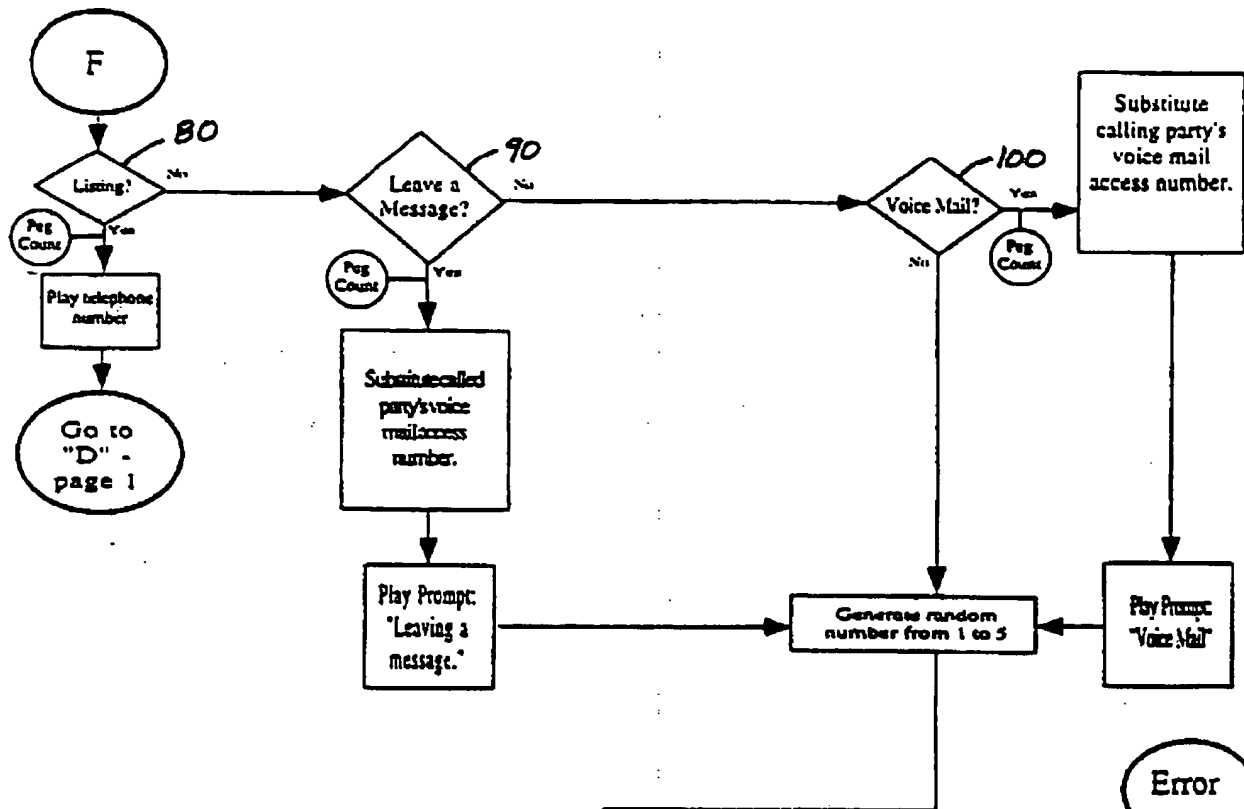 F
80
Listing?
No
Yes
Peg
Count
Play telephone
number
Go to
"D" -
page 1
90
Leave a
Message?
No
Yes
Peg
Count
Substitute called
party's voice
mail access
number.
Play Prompt:
"Leaving a
message."
100
Voice Mail?
Yes
No
Peg
Count
Substitute
calling party's
voice mail
access number.
Play Prompt:
"Voice Mail"
Generate random
number from 1 to 5
Error